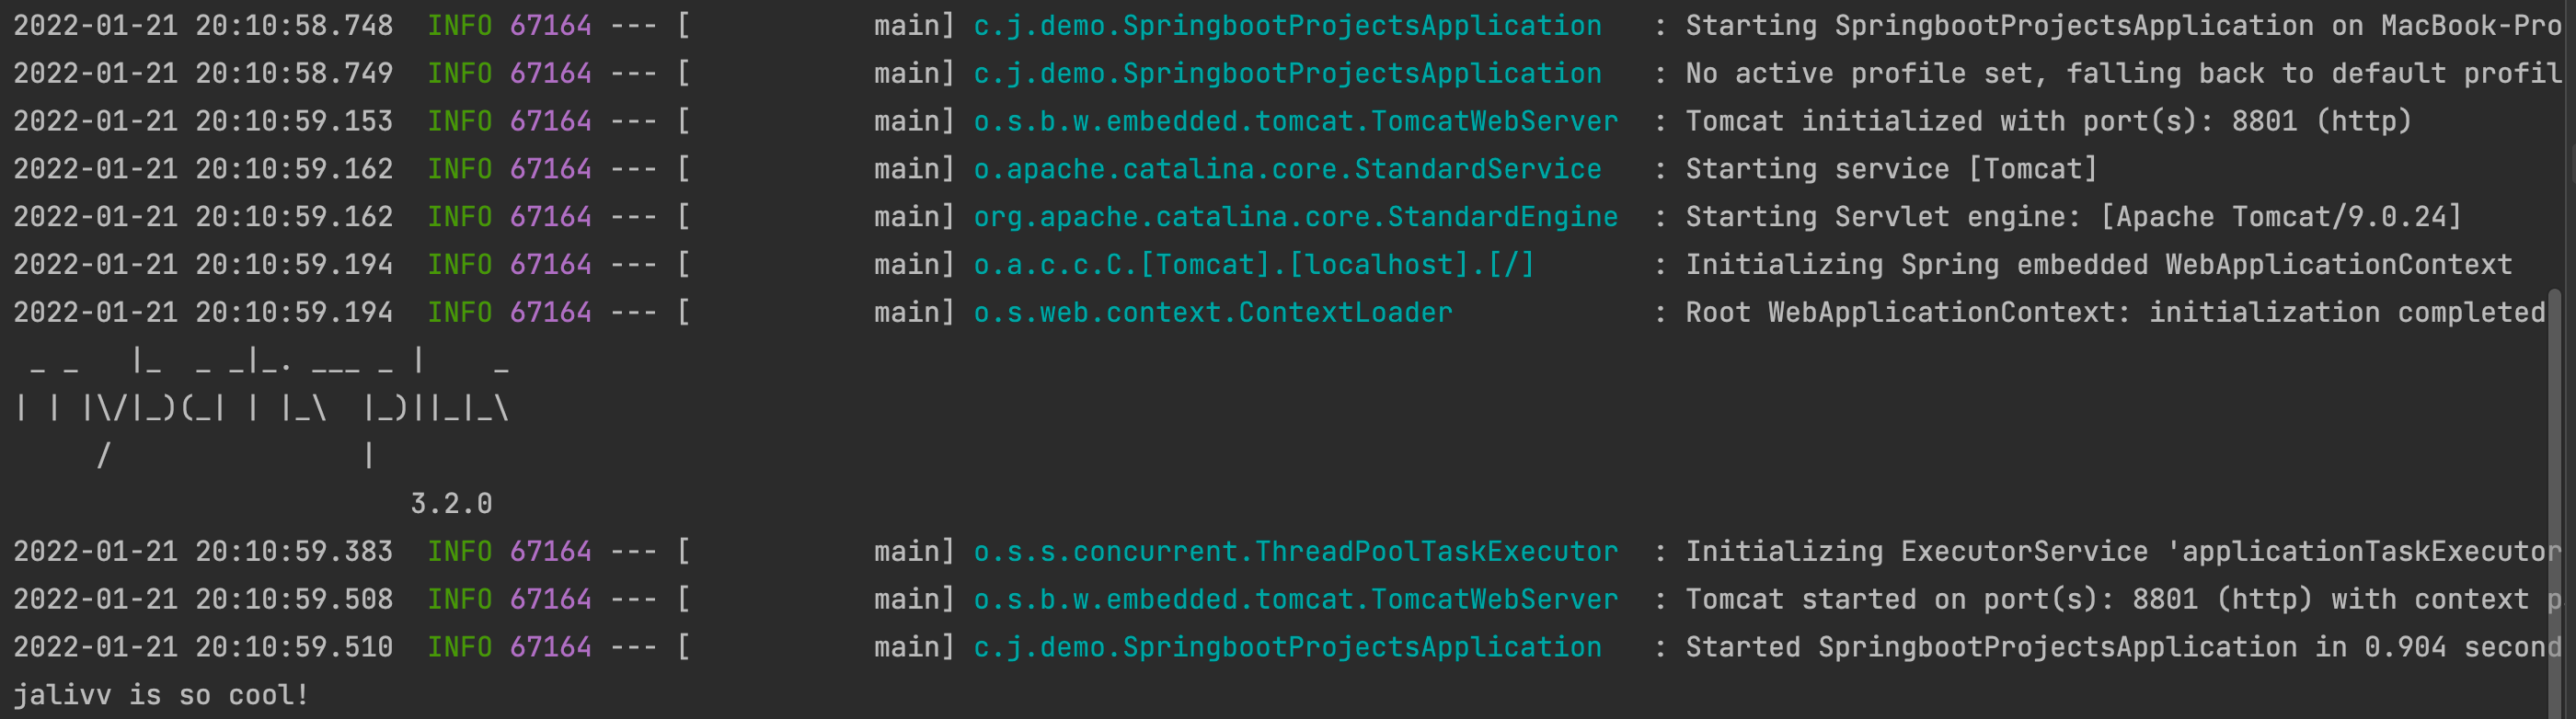 2022-01-21 20:10:58.748  INFO 67164 --- [           main] c.j.demo.SpringbootProjectsApplication   : Starting SpringbootProjectsApplication on MacBook-Pro
2022-01-21 20:10:58.749  INFO 67164 --- [           main] c.j.demo.SpringbootProjectsApplication   : No active profile set, falling back to default profil
2022-01-21 20:10:59.153  INFO 67164 --- [           main] o.s.b.w.embedded.tomcat.TomcatWebServer  : Tomcat initialized with port(s): 8801 (http)
2022-01-21 20:10:59.162  INFO 67164 --- [           main] o.apache.catalina.core.StandardService   : Starting service [Tomcat]
2022-01-21 20:10:59.162  INFO 67164 --- [           main] org.apache.catalina.core.StandardEngine  : Starting Servlet engine: [Apache Tomcat/9.0.24]
2022-01-21 20:10:59.194  INFO 67164 --- [           main] o.a.c.c.C.[Tomcat].[localhost].[/]       : Initializing Spring embedded WebApplicationContext
2022-01-21 20:10:59.194  INFO 67164 --- [           main] o.s.web.context.ContextLoader            : Root WebApplicationContext: initialization completed
 _ _   |_  _ _|_. ___ _ |    _
| | |\/|_)(_| | |_\  |_)||_|_\
     /               |
                        3.2.0
2022-01-21 20:10:59.383  INFO 67164 --- [           main] o.s.s.concurrent.ThreadPoolTaskExecutor  : Initializing ExecutorService 'applicationTaskExecutor
2022-01-21 20:10:59.508  INFO 67164 --- [           main] o.s.b.w.embedded.tomcat.TomcatWebServer  : Tomcat started on port(s): 8801 (http) with context p
2022-01-21 20:10:59.510  INFO 67164 --- [           main] c.j.demo.SpringbootProjectsApplication   : Started SpringbootProjectsApplication in 0.904 second
jalivv is so cool!